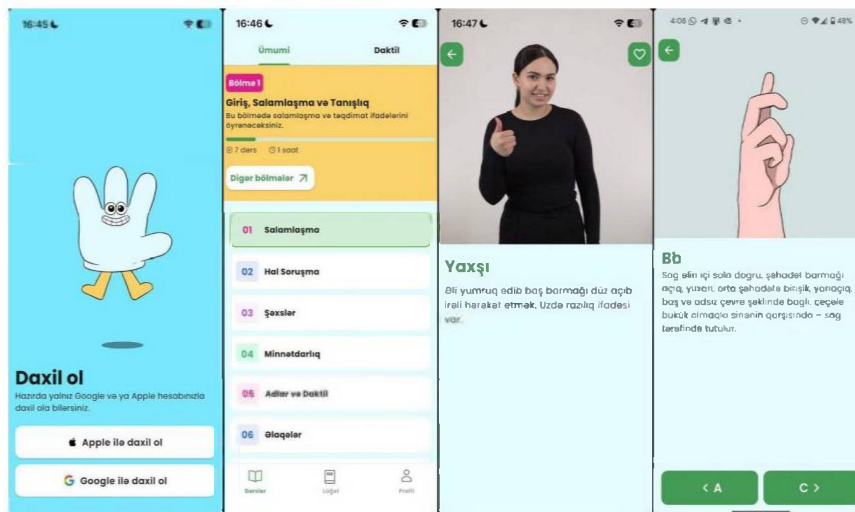 16:45
Daxil ol
Hazırda yalnız Google və ya Apple hesabınızla
daxil ola bilərsiniz.
Apple ilə daxil ol
Google ilə daxil ol
16:46
Ümumi
Daktil
Bölmə 1
Giriş, Salamlaşma və Tanışlıq
Bu bölmədə salamlaşma və təqdimat ifadələrini
öyrənəcəksiniz.
7 dərs
1 saat
Digər bölmələr
01 Salamlaşma
02 Hal Soruşma
03 Şəxslər
04 Minnətdarlıq
05 Adlar və Daktil
06 Əlaqələr
Dərslər
Lüğət
Profil
16:47
Yaxşı
Əli yumruq edib baş barmağı düz açıb
irəli hərəkət etmək. Üzdə razılıq ifadəsi
var.
4:06
48%
Bb
Sağ əlin içi sola doğru, şəhadət barmağı
açıq, yuxarı, orta şəhadətə bitişik, yarıaçıq,
baş və adsız çevrə şəklində bağlı, çeçələ
bükük olmaqla sinənin qarşısında – sağ
tərəfində tutulur.
< A
C >